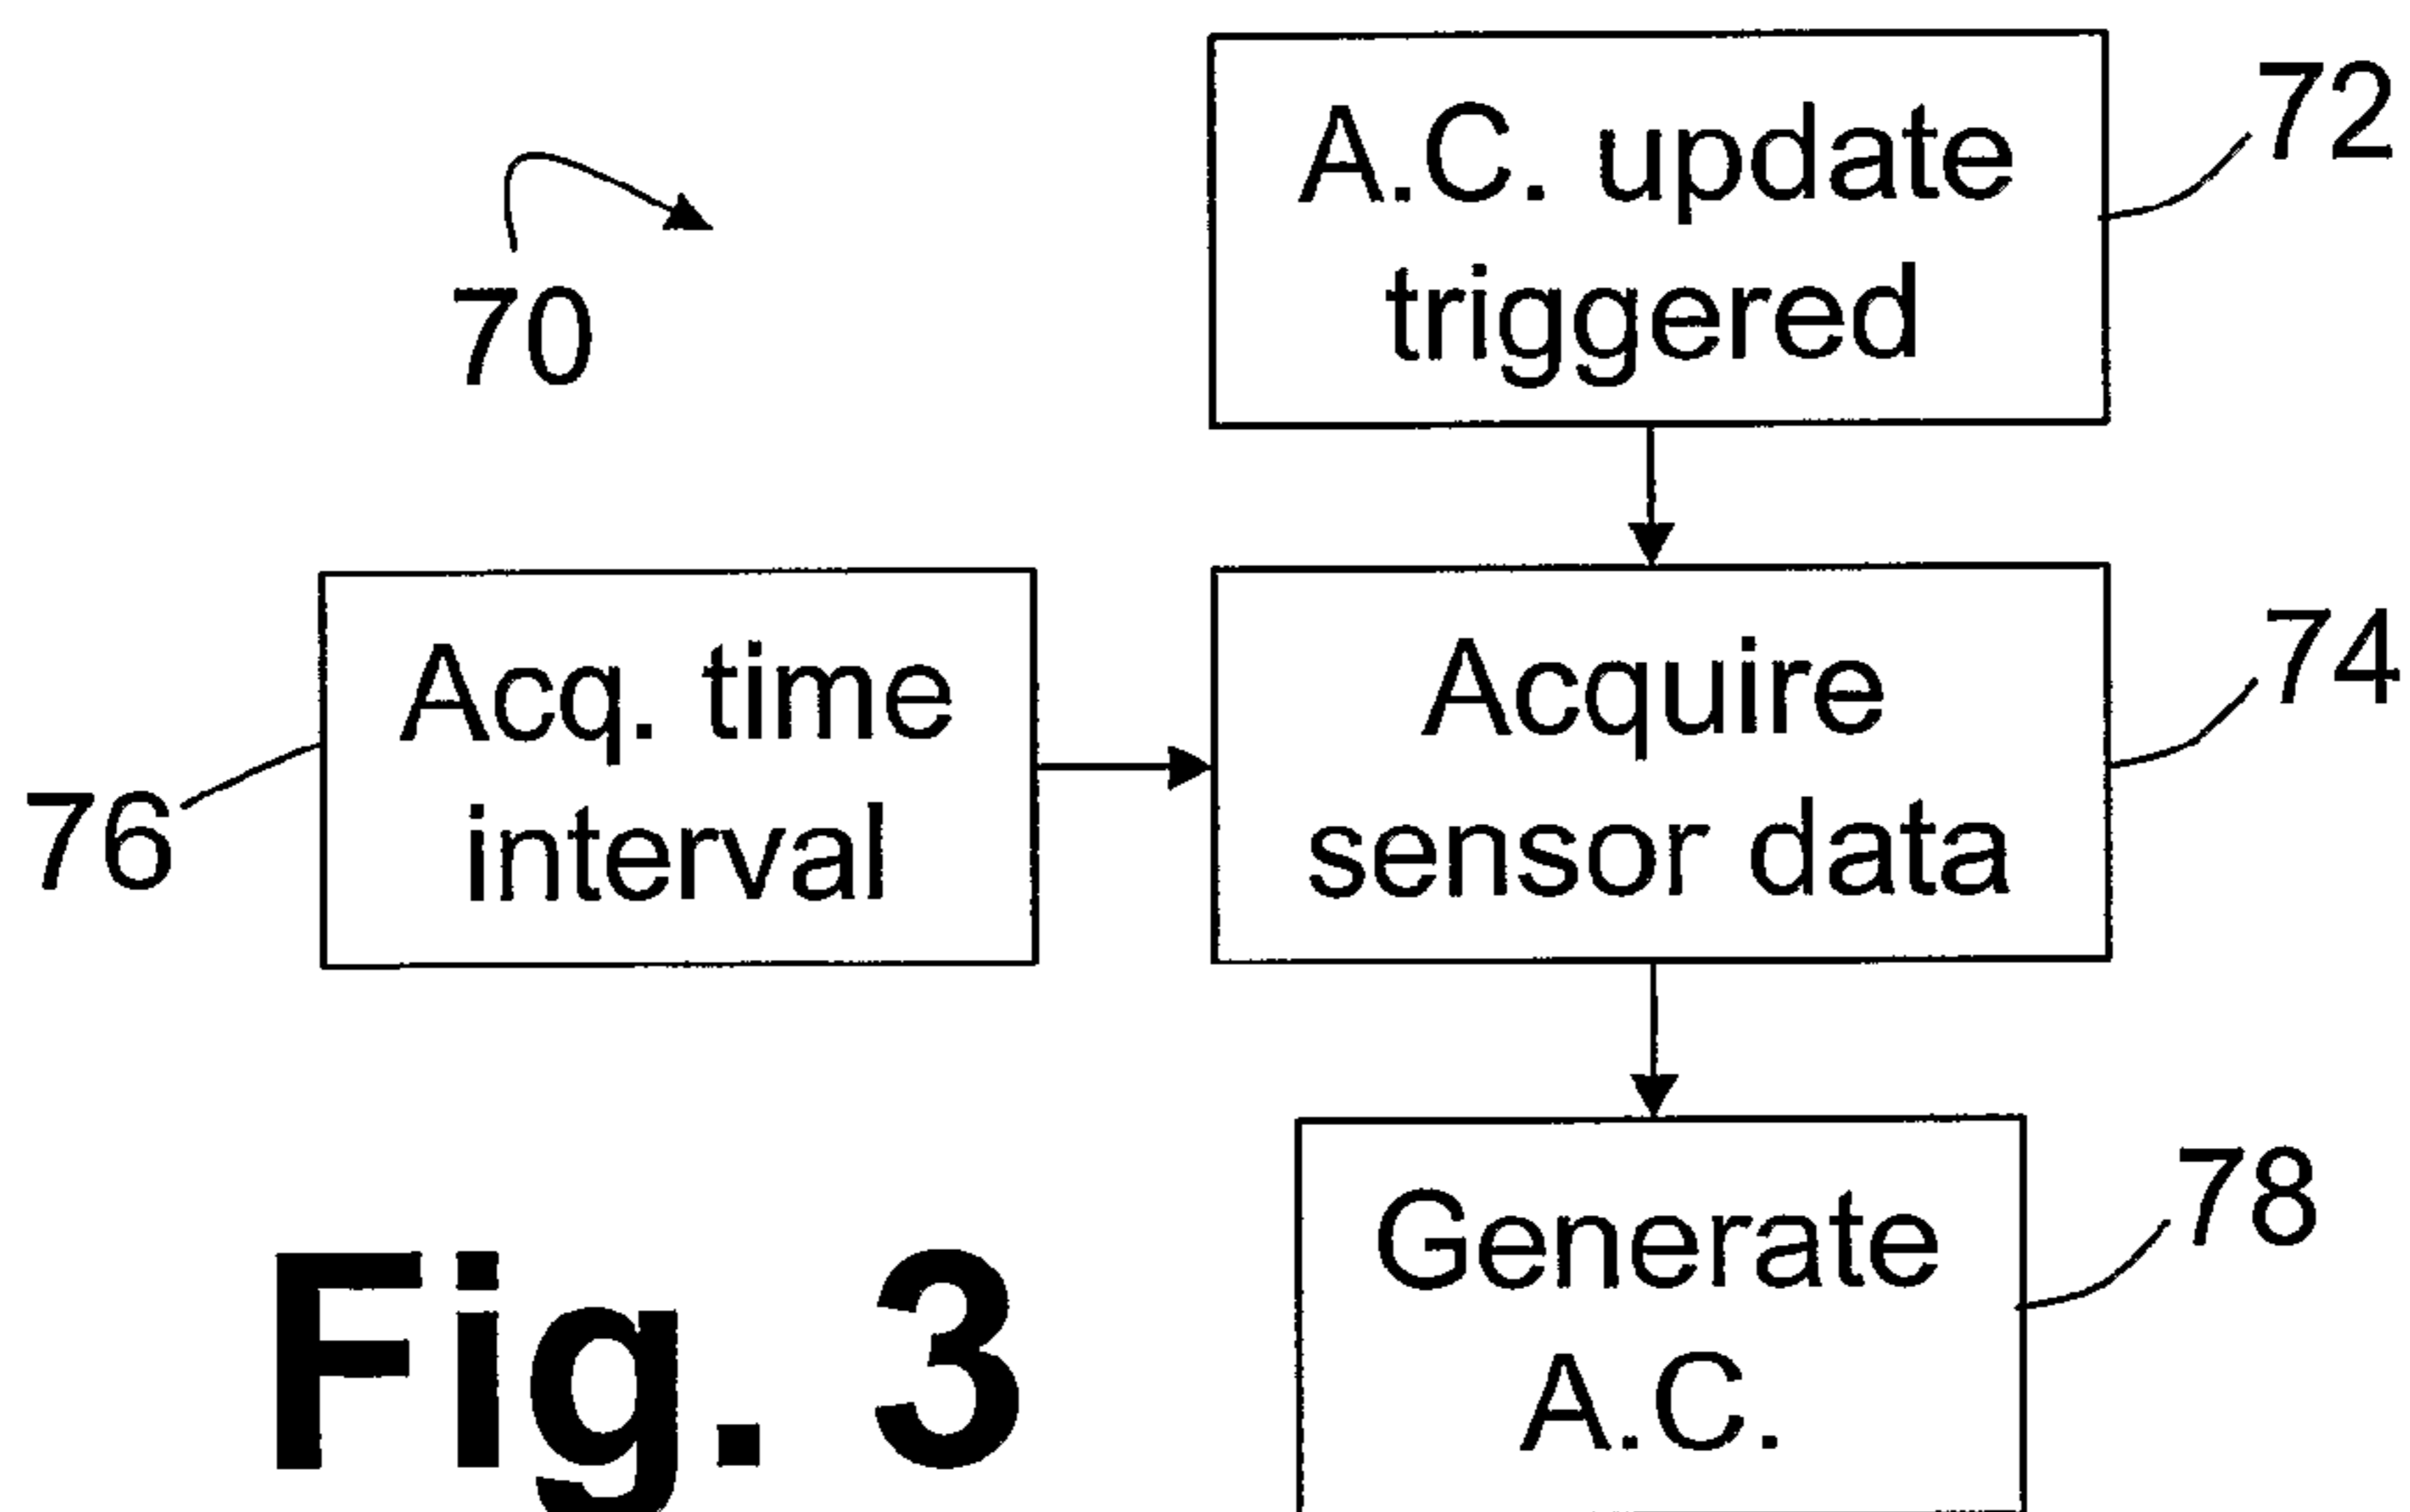 A.C. update
triggered
72
70
Acq. time
interval
76
Acquire
sensor data
74
Generate
A.C.
78
Fig. 3